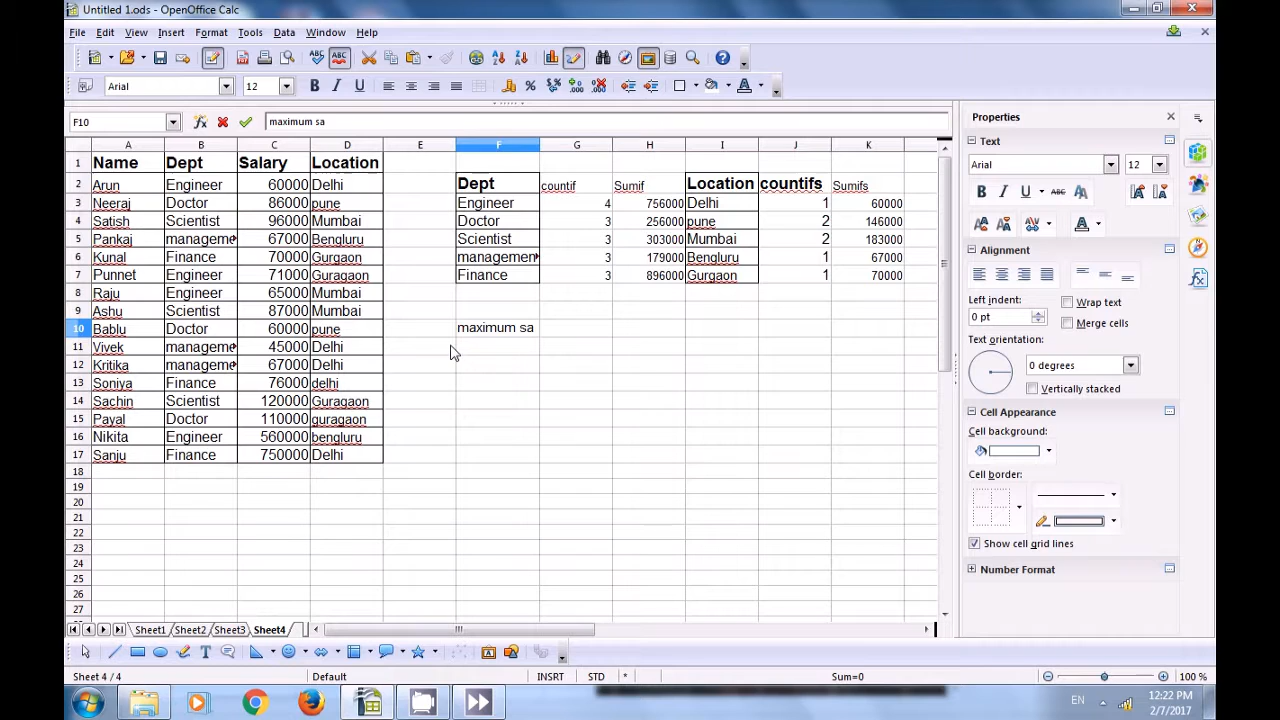 Untitled 1.ods - OpenOffice Calc
File Edit View Insert Format Tools Data Window Help
Arial 12
F10 maximum sa
A B C D E F G H I J K
1 Name Dept Salary Location
2 Arun Engineer 60000 Delhi Dept countif Sumif Location countifs Sumifs
3 Neeraj Doctor 86000 pune Engineer 4 756000 Delhi 1 60000
4 Satish Scientist 96000 Mumbai Doctor 3 256000 pune 2 146000
5 Pankaj manageme 67000 Bengluru Scientist 3 303000 Mumbai 2 183000
6 Kunal Finance 70000 Gurgaon managemen 3 179000 Bengluru 1 67000
7 Punnet Engineer 71000 Guragaon Finance 3 896000 Gurgaon 1 70000
8 Raju Engineer 65000 Mumbai
9 Ashu Scientist 87000 Mumbai
10 Bablu Doctor 60000 pune maximum sa
11 Vivek manageme 45000 Delhi
12 Kritika manageme 67000 Delhi
13 Soniya Finance 76000 delhi
14 Sachin Scientist 120000 Guragaon
15 Payal Doctor 110000 guragaon
16 Nikita Engineer 560000 bengluru
17 Sanju Finance 750000 Delhi
18
19
20
21
22
23
24
25
26
27
Sheet1 Sheet2 Sheet3 Sheet4
Sheet 4 / 4 Default INSRT STD * Sum=0 100 %
Properties
Text
Arial 12
Alignment
Left indent: Wrap text
0 pt Merge cells
Text orientation:
0 degrees
Vertically stacked
Cell Appearance
Cell background:
Cell border:
Show cell grid lines
Number Format
EN 12:22 PM
2/7/2017